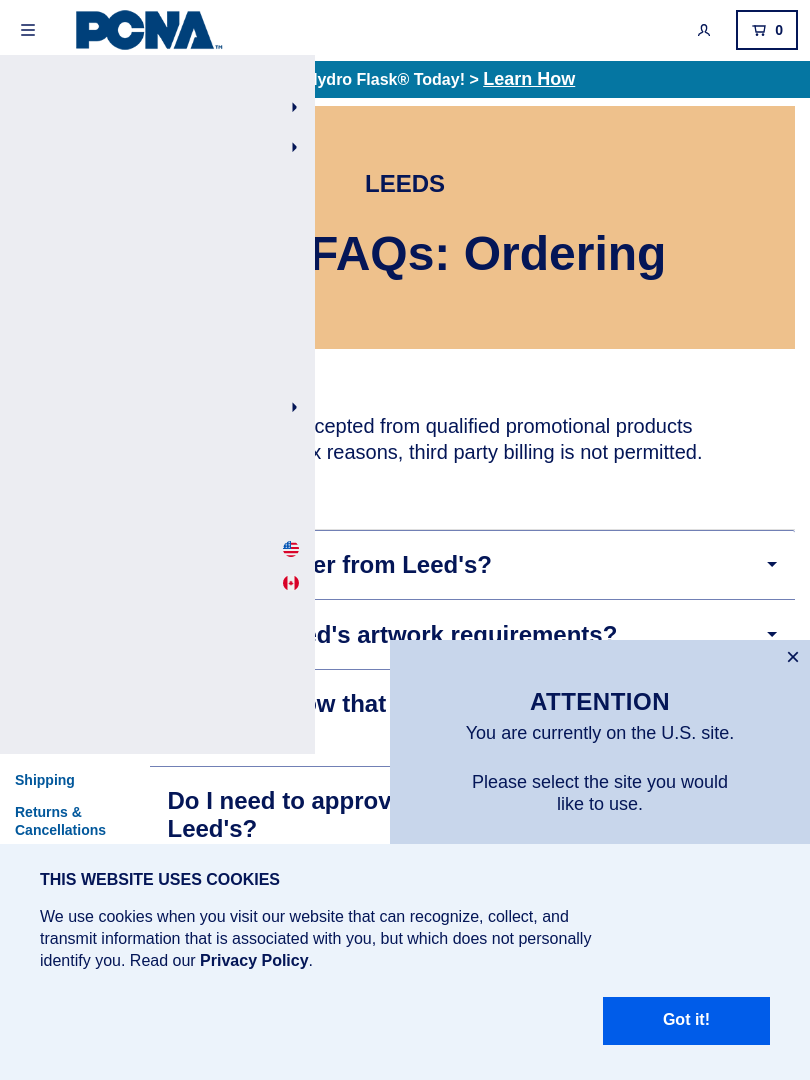 PCNA™
0
ydro Flask® Today! > Learn How
LEEDS
FAQs: Ordering
cepted from qualified promotional products
reasons, third party billing is not permitted.
er from Leed's?
ed's artwork requirements?
ow that
ATTENTION
You are currently on the U.S. site.
Please select the site you would
like to use.
Shipping
Returns &
Cancellations
Do I need to approv
Leed's?
THIS WEBSITE USES COOKIES
We use cookies when you visit our website that can recognize, collect, and
transmit information that is associated with you, but which does not personally
identify you. Read our Privacy Policy.
Got it!